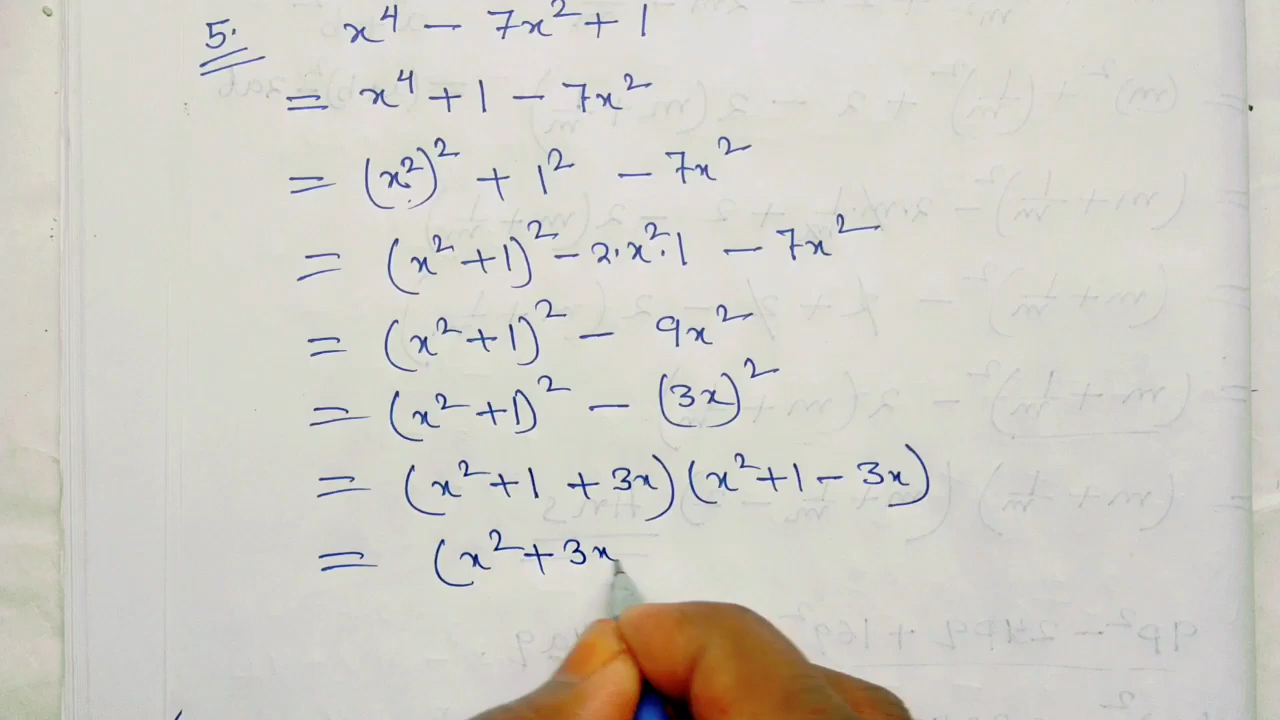 5. x⁴ - 7x² + 1
= x⁴ + 1 - 7x²
= (x²)² + 1² - 7x²
= (x² + 1)² - 2·x²·1 - 7x²
= (x² + 1)² - 9x²
= (x² + 1)² - (3x)²
= (x² + 1 + 3x)(x² + 1 - 3x)
= (x² + 3x